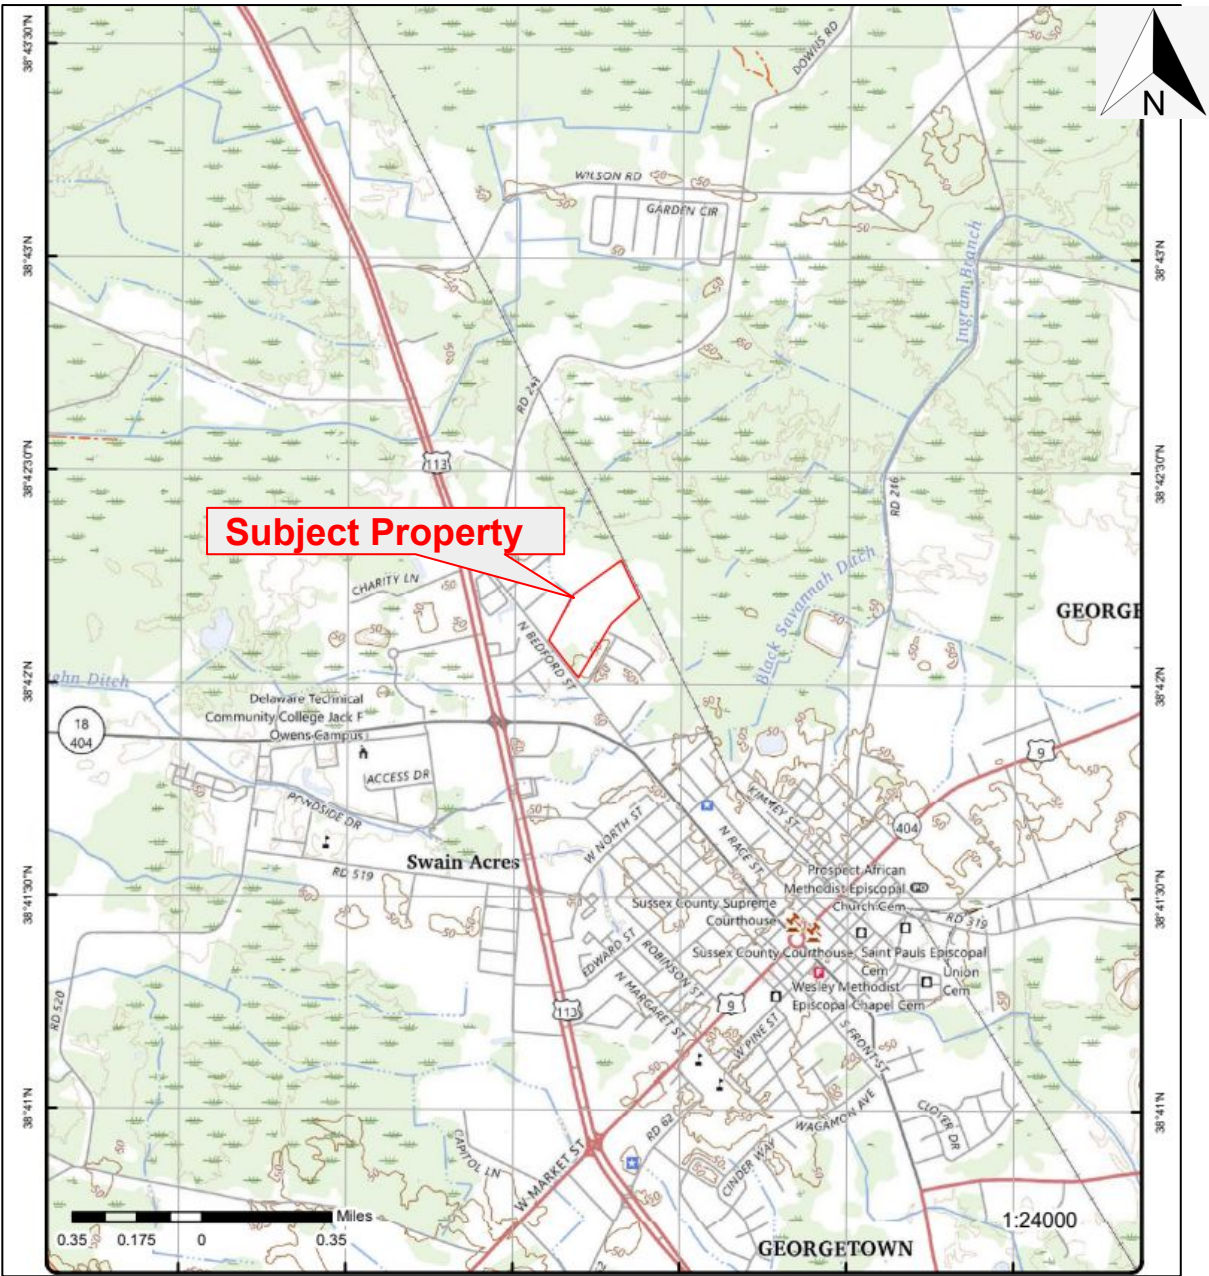 38°43'30"N
DOWNS RD
N
WILSON RD
GARDEN CIR
Ingram Branch
38°43'N
38°43'N
RD 243
113
38°42'30"N
38°42'30"N
RD 246
Subject Property
CHARITY LN
Black Savannah Ditch
GEORGE
N BEDFORD ST
38°42'N
38°42'N
ohn Ditch
Delaware Technical
Community College Jack F
Owens Campus
18
404
9
ACCESS DR
PONDSIDE DR
KIMMEY ST
W NORTH ST
N RACE ST
404
Swain Acres
RD 519
Prospect African
Methodist Episcopal
Church Cem
PO
38°41'30"N
38°41'30"N
Sussex County Supreme
Courthouse
RD 319
EDWARD ST
ROBINSON ST
Sussex County Courthouse
Saint Pauls Episcopal
Cem
Union
Cem
F
Wesley Methodist
Episcopal Chapel Cem
N MARGARET ST
RD 520
113
9
W PINE ST
S FRONT ST
38°41'N
38°41'N
WAGAMON AVE
CLOVER DR
RD 62
CAPITOL LN
CINDER WAY
W MARKET ST
Miles
0.35
0.175
0
0.35
1:24000
GEORGETOWN
50